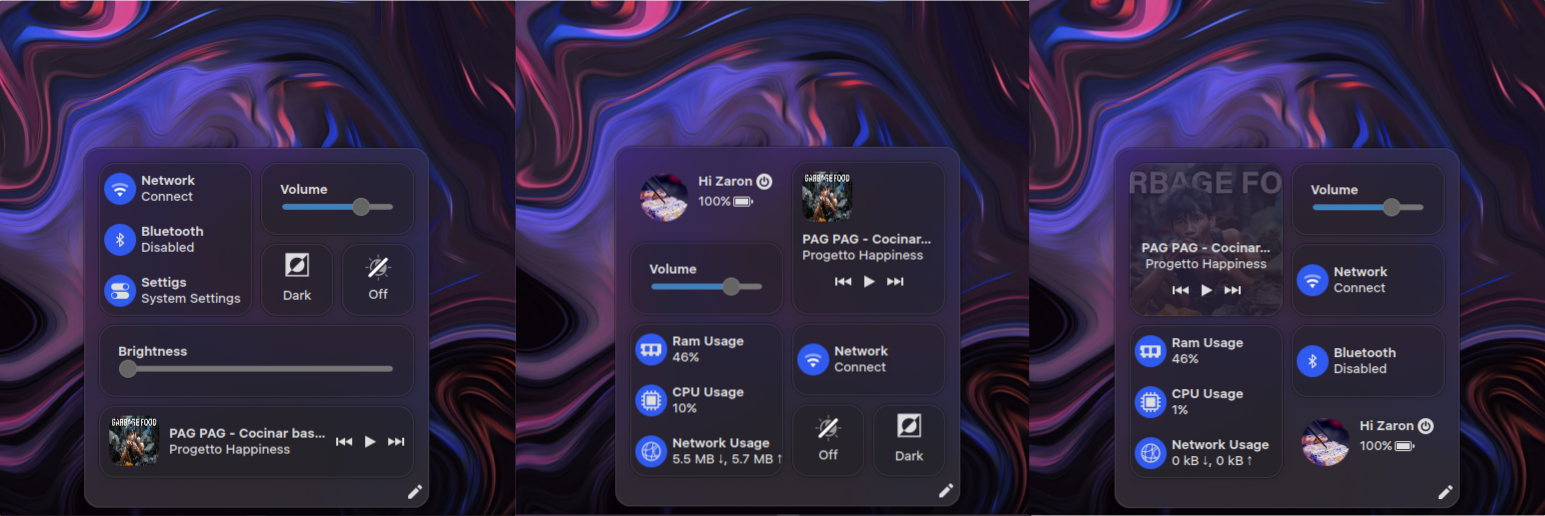 Network
Connect
Bluetooth
Disabled
Settigs
System Settings
Volume
Dark
Off
Brightness
GARBAGE FOOD
PAG PAG - Cocinar bas...
Progetto Happiness
Hi Zaron
100%
GARBAGE FOOD
PAG PAG - Cocinar...
Progetto Happiness
Volume
Ram Usage
46%
CPU Usage
10%
Network Usage
5.5 MB ↓, 5.7 MB ↑
Network
Connect
Off
Dark
RBAGE FO
PAG PAG - Cocinar...
Progetto Happiness
Volume
Network
Connect
Ram Usage
46%
CPU Usage
1%
Network Usage
0 kB ↓, 0 kB ↑
Bluetooth
Disabled
Hi Zaron
100%